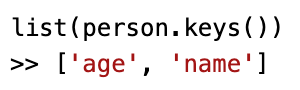 list(person.keys())
>> ['age', 'name']